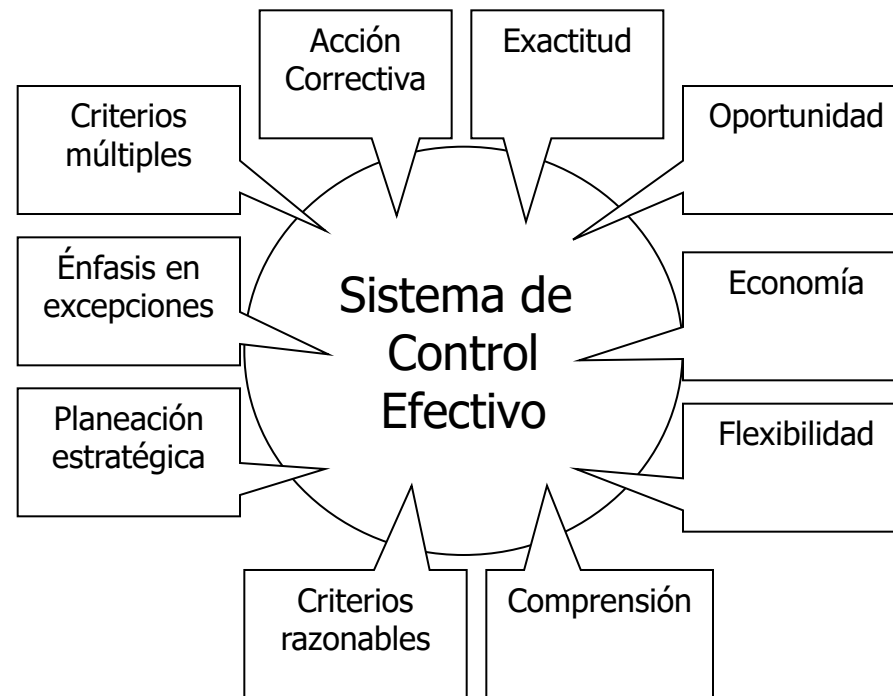 Acción
Correctiva
Exactitud
Criterios
múltiples
Oportunidad
Énfasis en
excepciones
Sistema de
Control
Efectivo
Economía
Planeación
estratégica
Flexibilidad
Criterios
razonables
Comprensión